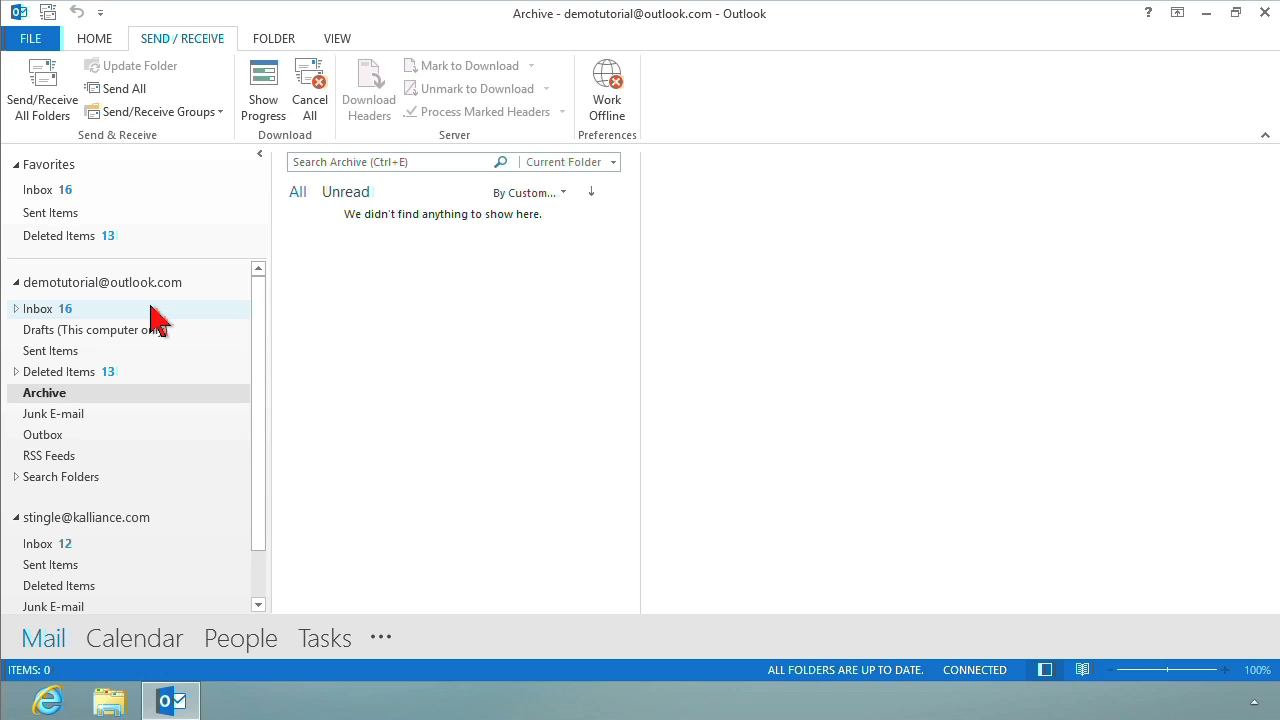 Archive - demotutorial@outlook.com - Outlook
?
FILE
HOME
SEND / RECEIVE
FOLDER
VIEW
Send/Receive
All Folders
Update Folder
Send All
Send/Receive Groups
Send & Receive
Show
Progress
Cancel
All
Download
Download
Headers
Mark to Download
Unmark to Download
Process Marked Headers
Server
Work
Offline
Preferences
Favorites
Inbox 16
Sent Items
Deleted Items 13
demotutorial@outlook.com
Inbox 16
Drafts (This computer
Sent Items
Deleted Items 13
Archive
Junk E-mail
Outbox
RSS Feeds
Search Folders
stingle@kalliance.com
Inbox 12
Sent Items
Deleted Items
Junk E-mail
Search Archive (Ctrl+E)
Current Folder
All Unread
By Custom...
We didn't find anything to show here.
Mail Calendar People Tasks •••
ITEMS: 0
ALL FOLDERS ARE UP TO DATE.
CONNECTED
100%